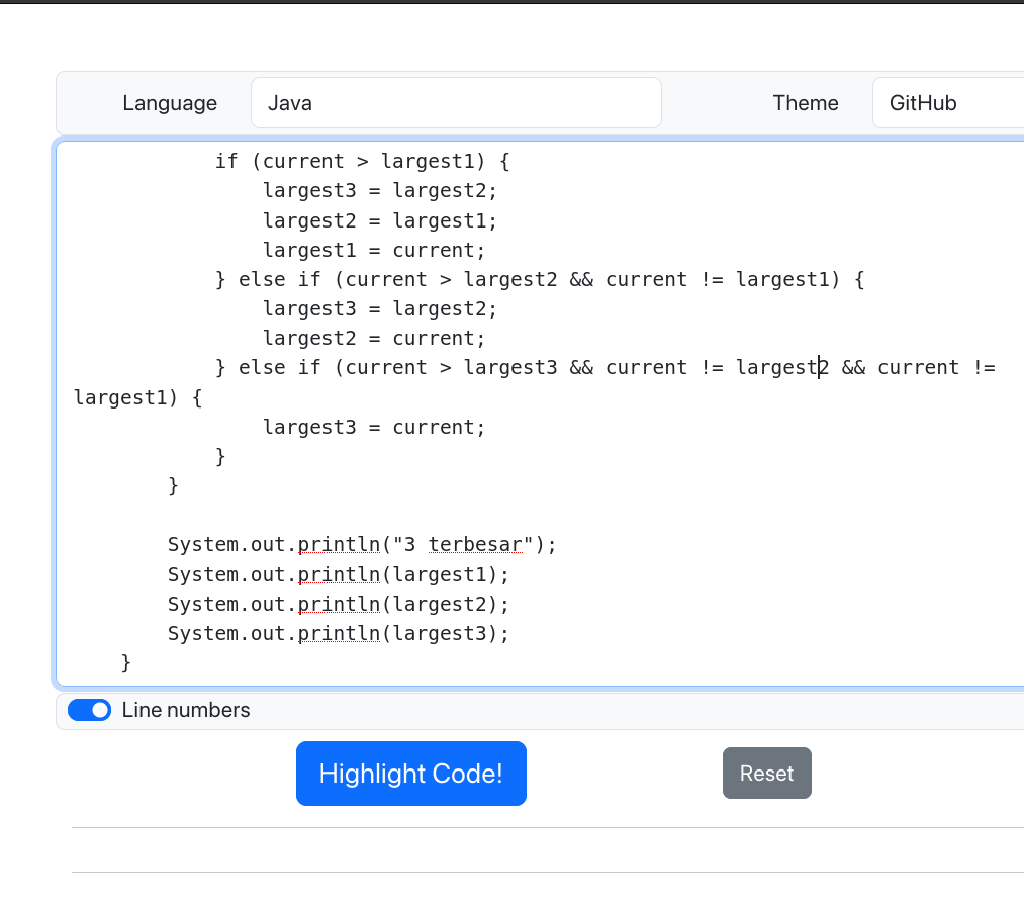 Language Java Theme GitHub
if (current > largest1) {
largest3 = largest2;
largest2 = largest1;
largest1 = current;
} else if (current > largest2 && current != largest1) {
largest3 = largest2;
largest2 = current;
} else if (current > largest3 && current != largest2 && current !=
largest1) {
largest3 = current;
}
}
System.out.println("3 terbesar");
System.out.println(largest1);
System.out.println(largest2);
System.out.println(largest3);
}
Line numbers
Highlight Code! Reset